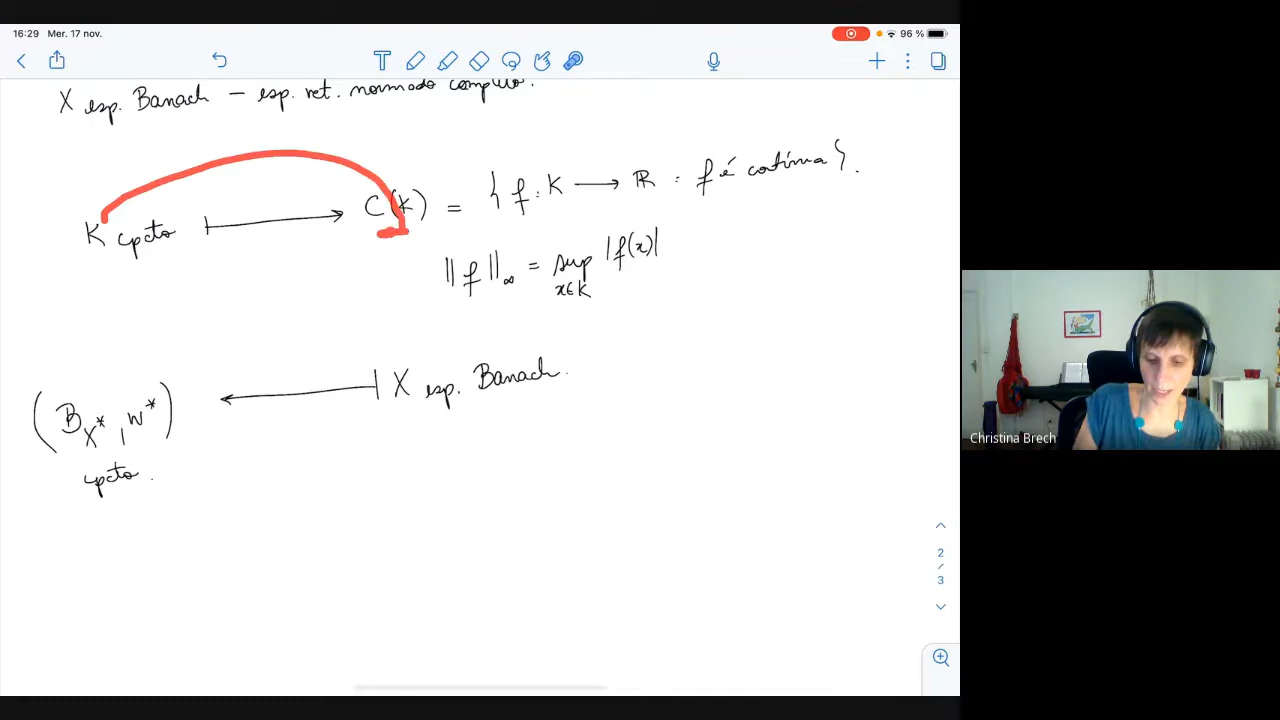 16:29 Mer. 17 nov. 96 %
X esp. Banach – esp. vet. normado completo.
K cpcto ⟼ C(K) = { f : K ⟶ ℝ : f é contínua }.
‖f‖∞ = sup |f(x)|
x∈K
(B_X*, w*) ⟵ X esp. Banach.
cpcto.
Christina Brech
2
/
3